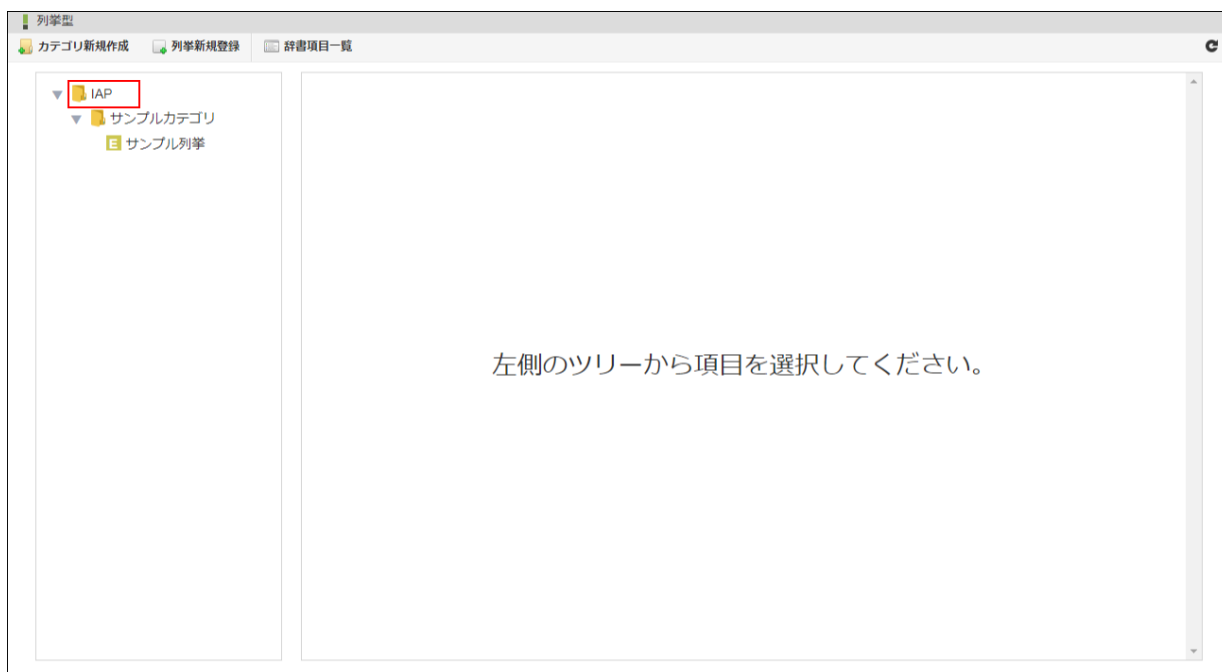 列挙型
カテゴリ新規作成 列挙新規登録 辞書項目一覧
IAP
サンプルカテゴリ
E サンプル列挙
左側のツリーから項目を選択してください。